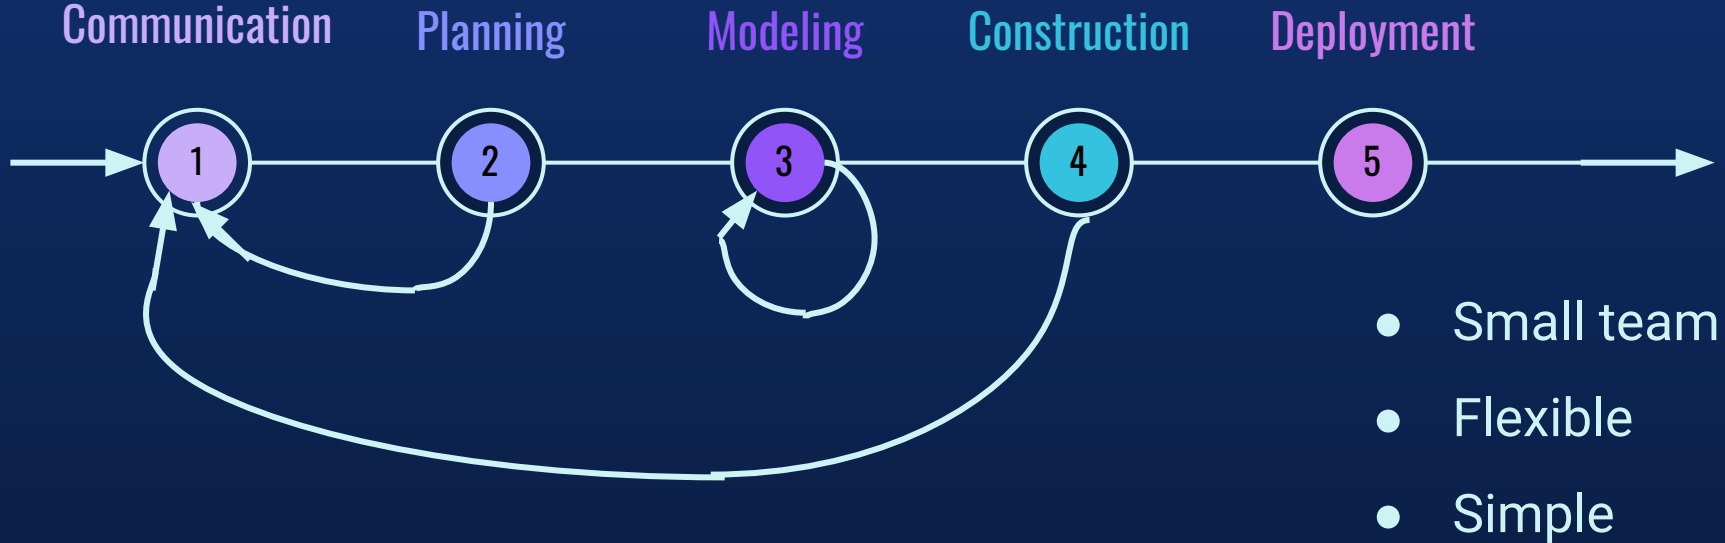 Communication
Planning
Modeling
Construction
Deployment
1
2
3
4
5
● Small team
● Flexible
● Simple